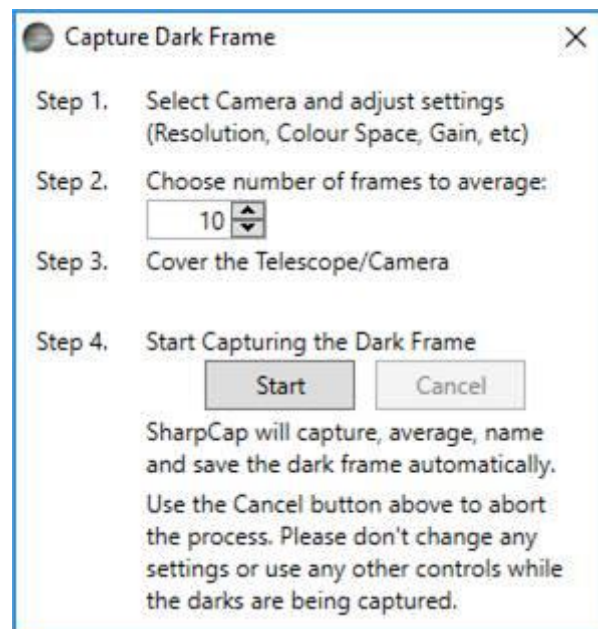 Capture Dark Frame
Step 1. Select Camera and adjust settings
(Resolution, Colour Space, Gain, etc)
Step 2. Choose number of frames to average:
10
Step 3. Cover the Telescope/Camera
Step 4. Start Capturing the Dark Frame
Start Cancel
SharpCap will capture, average, name
and save the dark frame automatically.
Use the Cancel button above to abort
the process. Please don't change any
settings or use any other controls while
the darks are being captured.